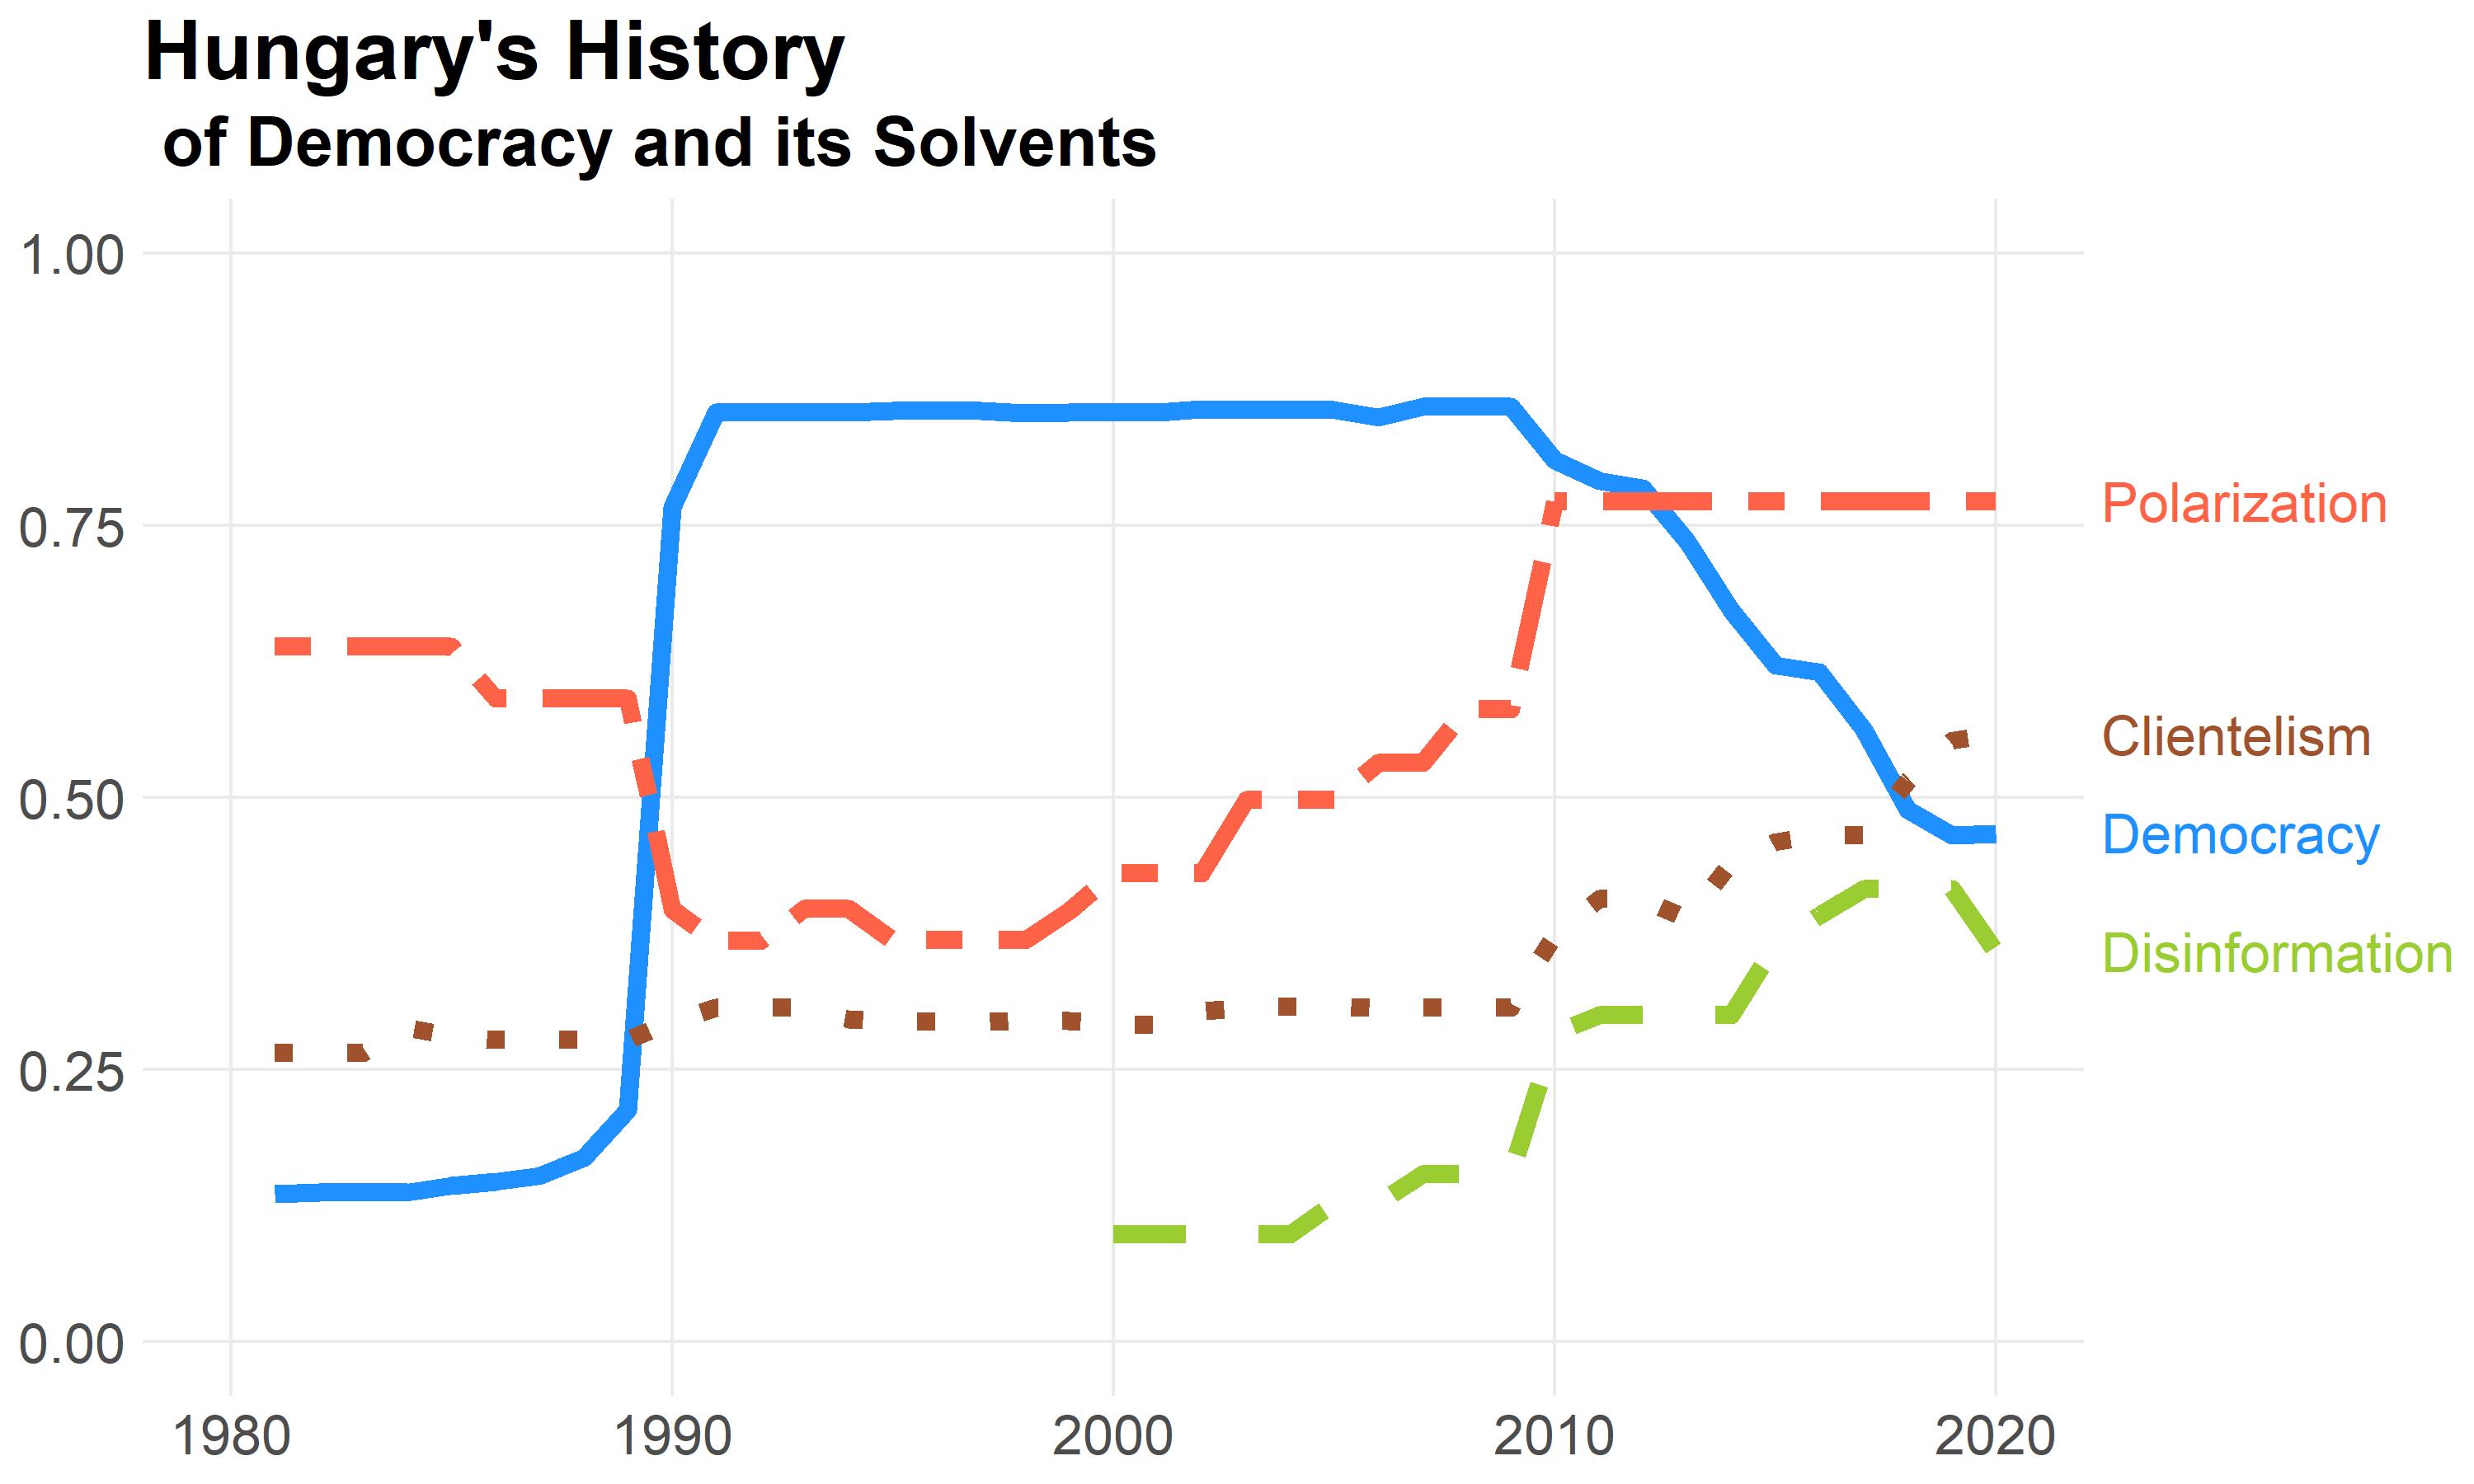 Hungary's History
of Democracy and its Solvents
1.00
0.75
0.50
0.25
0.00
Polarization
Clientelism
Democracy
Disinformation
1980 1990 2000 2010 2020